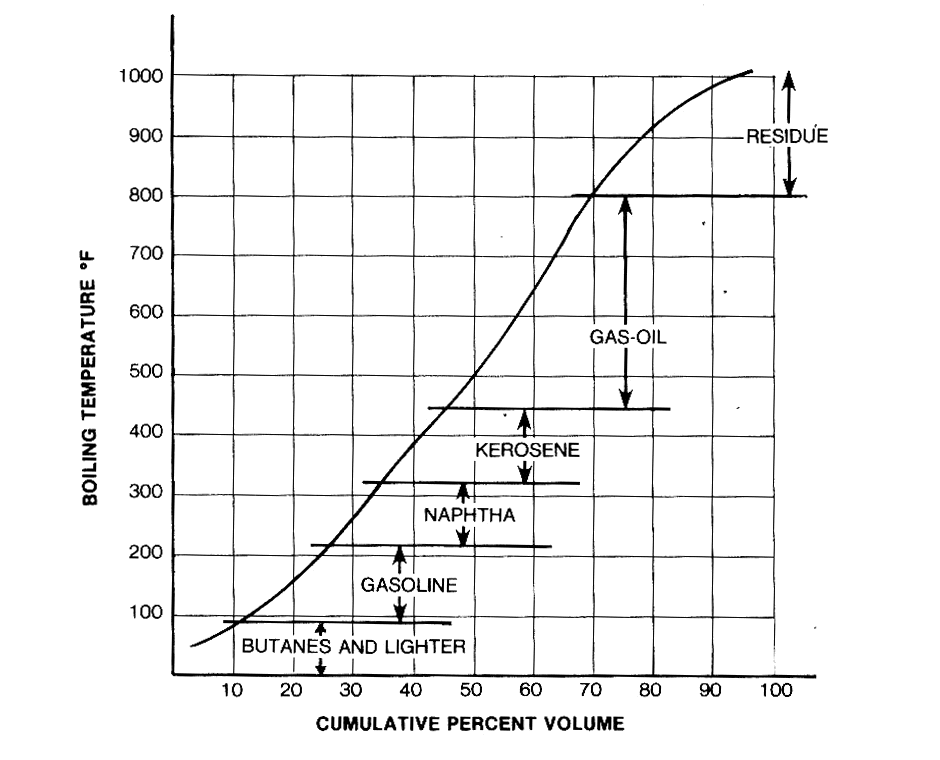 1000
RESIDUE
900
800
700
600
GAS-OIL
500
400
KEROSENE
300
NAPHTHA
200
GASOLINE
100
BUTANES AND LIGHTER
10 20 30 40 50 60 70 80 90 100
BOILING TEMPERATURE °F
CUMULATIVE PERCENT VOLUME